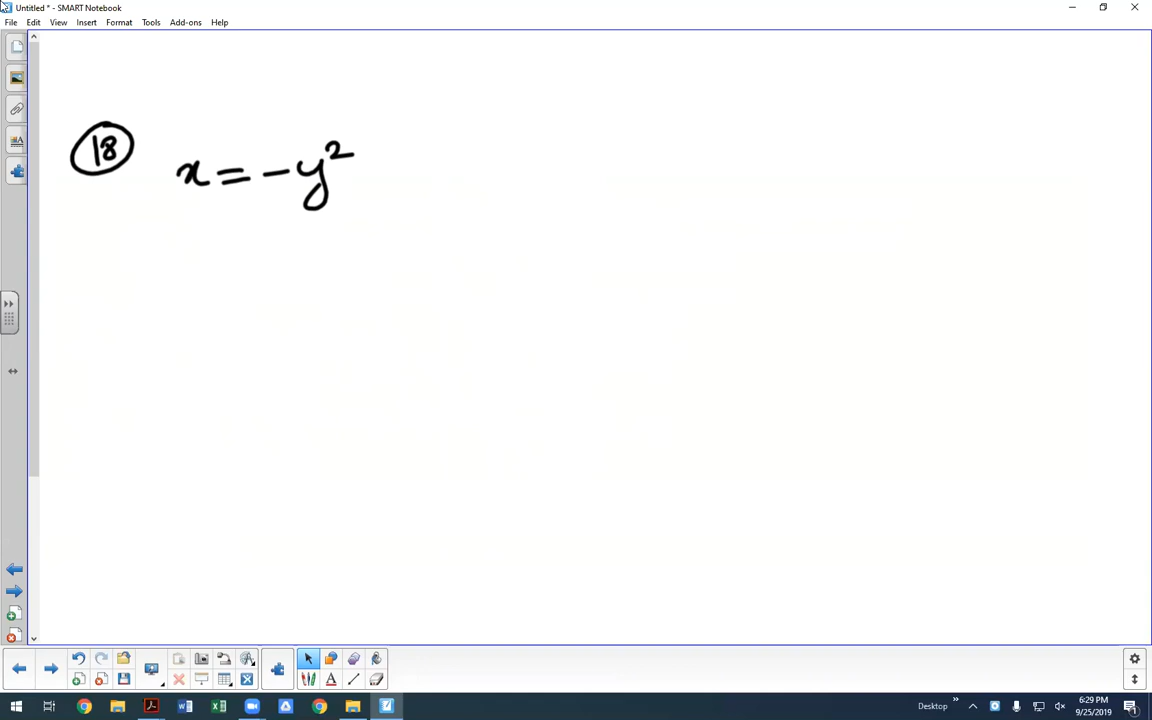 Untitled * - SMART Notebook
File Edit View Insert Format Tools Add-ons Help
18 x = -y²
Desktop
6:29 PM
9/25/2019